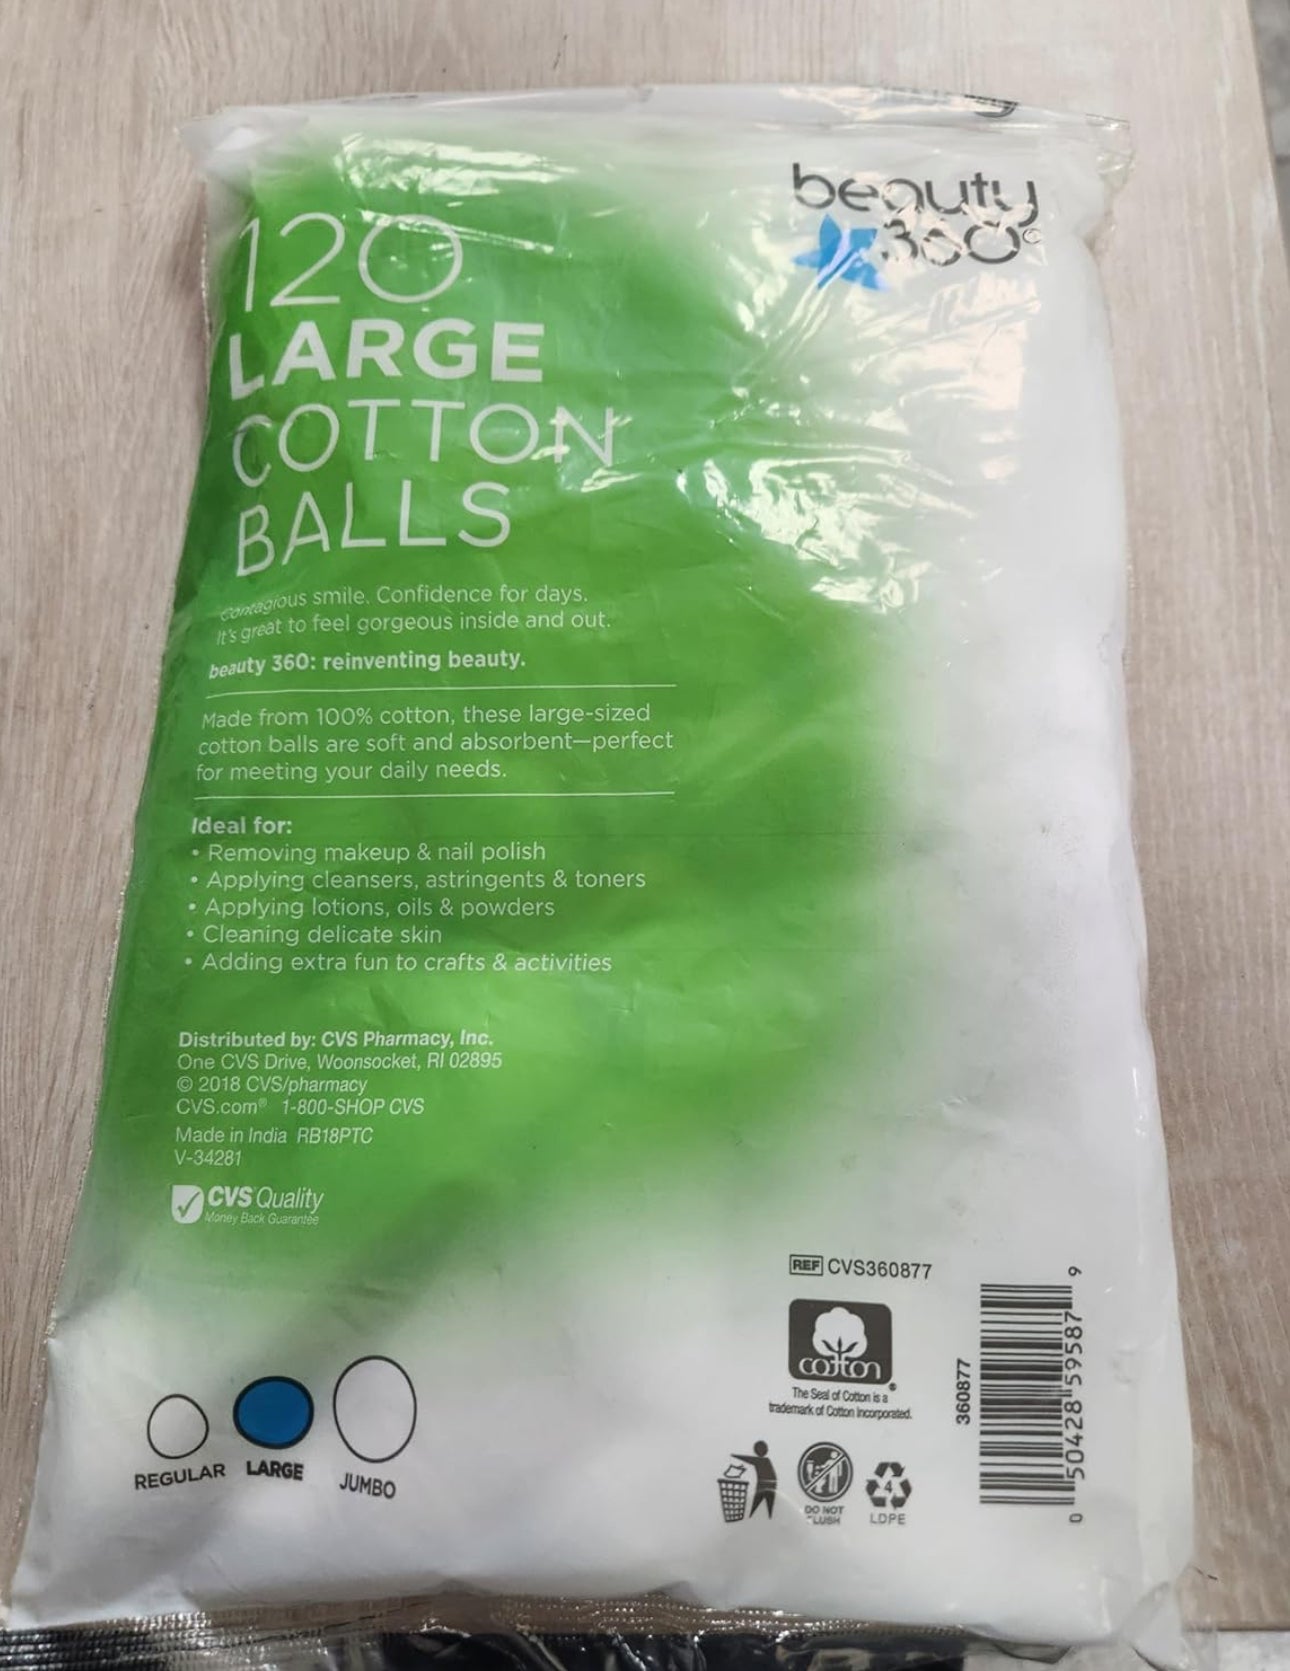 beauty
360®
120
LARGE
COTTON
BALLS
Contagious smile. Confidence for days.
It's great to feel gorgeous inside and out.
beauty 360: reinventing beauty.
Made from 100% cotton, these large-sized
cotton balls are soft and absorbent—perfect
for meeting your daily needs.
Ideal for:
• Removing makeup & nail polish
• Applying cleansers, astringents & toners
• Applying lotions, oils & powders
• Cleaning delicate skin
• Adding extra fun to crafts & activities
Distributed by: CVS Pharmacy, Inc.
One CVS Drive, Woonsocket, RI 02895
© 2018 CVS/pharmacy
CVS.com® 1-800-SHOP CVS
Made in India RB18PTC
V-34281
CVS Quality
Money Back Guarantee
REGULAR LARGE JUMBO
REF CVS360877
cotton®
The Seal of Cotton is a
trademark of Cotton Incorporated.
DO NOT
FLUSH
4
LDPE
360877
0 50428 59587 9